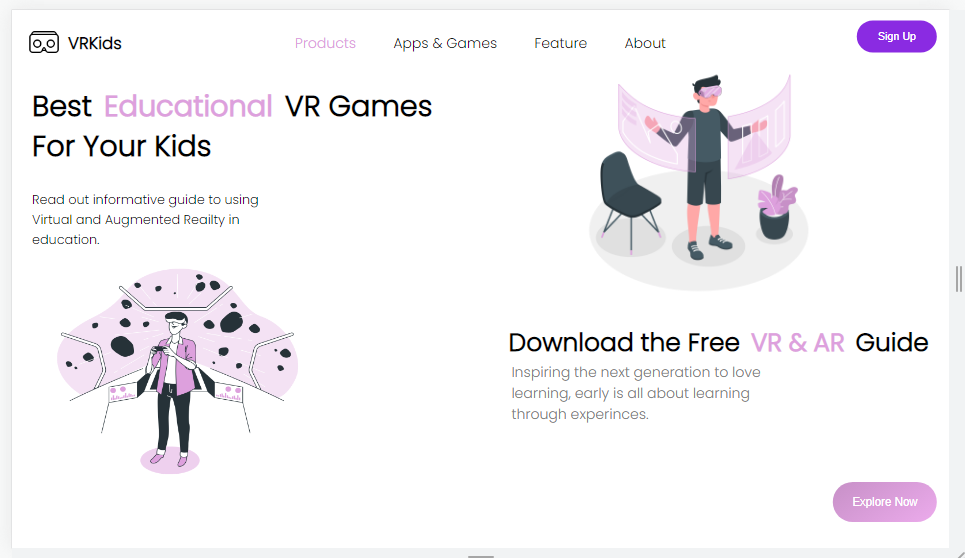 VRKids
Products
Apps & Games
Feature
About
Sign Up
Best Educational VR Games
For Your Kids
Read out informative guide to using
Virtual and Augmented Reailty in
education.
Download the Free VR & AR Guide
Inspiring the next generation to love
learning, early is all about learning
through experinces.
Explore Now